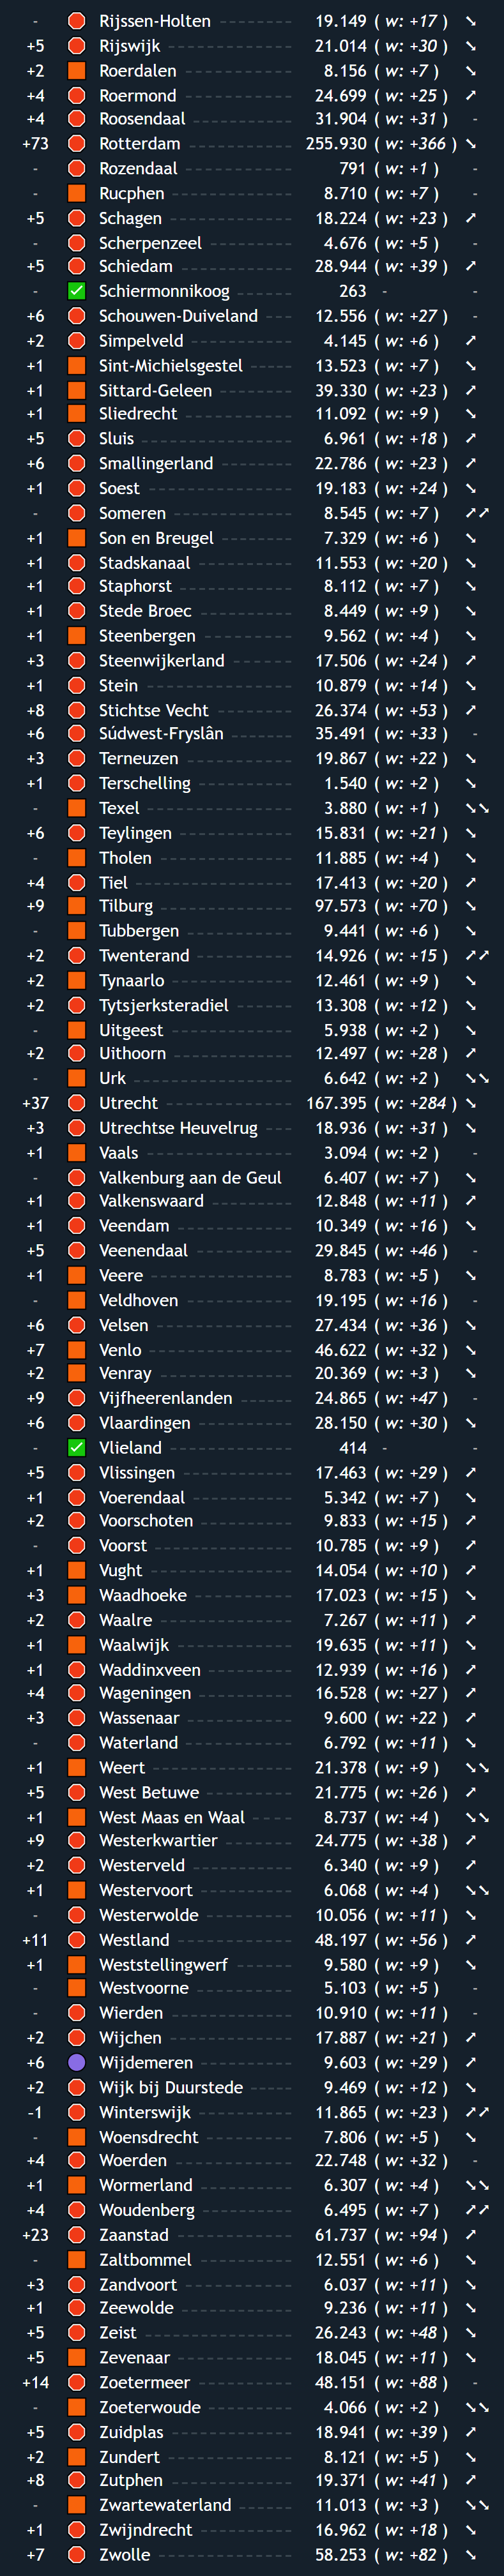 - Rijssen-Holten 19.149 ( w: +17 ) ➘
+5 Rijswijk 21.014 ( w: +30 ) ➘
+2 Roerdalen 8.156 ( w: +7 ) ➘
+4 Roermond 24.699 ( w: +25 ) ➚
+4 Roosendaal 31.904 ( w: +31 ) -
+73 Rotterdam 255.930 ( w: +366 ) ➘
- Rozendaal 791 ( w: +1 ) -
- Rucphen 8.710 ( w: +7 ) -
+5 Schagen 18.224 ( w: +23 ) ➚
- Scherpenzeel 4.676 ( w: +5 ) -
+5 Schiedam 28.944 ( w: +39 ) ➚
- Schiermonnikoog 263 - -
+6 Schouwen-Duiveland 12.556 ( w: +27 ) -
+2 Simpelveld 4.145 ( w: +6 ) ➚
+1 Sint-Michielsgestel 13.523 ( w: +7 ) ➘
+1 Sittard-Geleen 39.330 ( w: +23 ) ➚
+1 Sliedrecht 11.092 ( w: +9 ) ➘
+5 Sluis 6.961 ( w: +18 ) ➚
+6 Smallingerland 22.786 ( w: +23 ) ➚
+1 Soest 19.183 ( w: +24 ) ➘
- Someren 8.545 ( w: +7 ) ➚➚
+1 Son en Breugel 7.329 ( w: +6 ) ➘
+1 Stadskanaal 11.553 ( w: +20 ) ➘
+1 Staphorst 8.112 ( w: +7 ) ➘
+1 Stede Broec 8.449 ( w: +9 ) ➘
+1 Steenbergen 9.562 ( w: +4 ) ➘
+3 Steenwijkerland 17.506 ( w: +24 ) ➚
+1 Stein 10.879 ( w: +14 ) ➘
+8 Stichtse Vecht 26.374 ( w: +53 ) ➚
+6 Súdwest-Fryslân 35.491 ( w: +33 ) -
+3 Terneuzen 19.867 ( w: +22 ) ➘
+1 Terschelling 1.540 ( w: +2 ) ➘
- Texel 3.880 ( w: +1 ) ➘➘
+6 Teylingen 15.831 ( w: +21 ) ➘
- Tholen 11.885 ( w: +4 ) ➘
+4 Tiel 17.413 ( w: +20 ) ➚
+9 Tilburg 97.573 ( w: +70 ) ➘
- Tubbergen 9.441 ( w: +6 ) ➘
+2 Twenterand 14.926 ( w: +15 ) ➚➚
+2 Tynaarlo 12.461 ( w: +9 ) ➘
+2 Tytsjerksteradiel 13.308 ( w: +12 ) ➘
- Uitgeest 5.938 ( w: +2 ) ➘
+2 Uithoorn 12.497 ( w: +28 ) ➚
- Urk 6.642 ( w: +2 ) ➘➘
+37 Utrecht 167.395 ( w: +284 ) ➘
+3 Utrechtse Heuvelrug 18.936 ( w: +31 ) ➘
+1 Vaals 3.094 ( w: +2 ) -
- Valkenburg aan de Geul 6.407 ( w: +7 ) ➘
+1 Valkenswaard 12.848 ( w: +11 ) ➚
+1 Veendam 10.349 ( w: +16 ) ➘
+5 Veenendaal 29.845 ( w: +46 ) -
+1 Veere 8.783 ( w: +5 ) ➘
- Veldhoven 19.195 ( w: +16 ) -
+6 Velsen 27.434 ( w: +36 ) ➘
+7 Venlo 46.622 ( w: +32 ) ➘
+2 Venray 20.369 ( w: +3 ) ➘
+9 Vijfheerenlanden 24.865 ( w: +47 ) -
+6 Vlaardingen 28.150 ( w: +30 ) ➘
- Vlieland 414 - -
+5 Vlissingen 17.463 ( w: +29 ) ➚
+1 Voerendaal 5.342 ( w: +7 ) ➘
+2 Voorschoten 9.833 ( w: +15 ) ➚
- Voorst 10.785 ( w: +9 ) ➚
+1 Vught 14.054 ( w: +10 ) ➚
+3 Waadhoeke 17.023 ( w: +15 ) ➘
+2 Waalre 7.267 ( w: +11 ) ➚
+1 Waalwijk 19.635 ( w: +11 ) ➘
+1 Waddinxveen 12.939 ( w: +16 ) ➚
+4 Wageningen 16.528 ( w: +27 ) ➚
+3 Wassenaar 9.600 ( w: +22 ) ➚
- Waterland 6.792 ( w: +11 ) ➘
+1 Weert 21.378 ( w: +9 ) ➘➘
+5 West Betuwe 21.775 ( w: +26 ) ➚
+1 West Maas en Waal 8.737 ( w: +4 ) ➘➘
+9 Westerkwartier 24.775 ( w: +38 ) ➚
+2 Westerveld 6.340 ( w: +9 ) ➚
+1 Westervoort 6.068 ( w: +4 ) ➘➘
- Westerwolde 10.056 ( w: +11 ) ➘
+11 Westland 48.197 ( w: +56 ) ➚
+1 Weststellingwerf 9.580 ( w: +9 ) ➘
- Westvoorne 5.103 ( w: +5 ) -
- Wierden 10.910 ( w: +11 ) -
+2 Wijchen 17.887 ( w: +21 ) ➚
+6 Wijdemeren 9.603 ( w: +29 ) ➚
+2 Wijk bij Duurstede 9.469 ( w: +12 ) ➘
-1 Winterswijk 11.865 ( w: +23 ) ➚➚
- Woensdrecht 7.806 ( w: +5 ) ➘
+4 Woerden 22.748 ( w: +32 ) -
+1 Wormerland 6.307 ( w: +4 ) ➘➘
+4 Woudenberg 6.495 ( w: +7 ) ➚➚
+23 Zaanstad 61.737 ( w: +94 ) ➚
- Zaltbommel 12.551 ( w: +6 ) ➘
+3 Zandvoort 6.037 ( w: +11 ) ➘
+1 Zeewolde 9.236 ( w: +11 ) ➘
+5 Zeist 26.243 ( w: +48 ) ➘
+5 Zevenaar 18.045 ( w: +11 ) ➘
+14 Zoetermeer 48.151 ( w: +88 ) -
- Zoeterwoude 4.066 ( w: +2 ) ➘➘
+5 Zuidplas 18.941 ( w: +39 ) ➚
+2 Zundert 8.121 ( w: +5 ) ➘
+8 Zutphen 19.371 ( w: +41 ) ➚
- Zwartewaterland 11.013 ( w: +3 ) ➘➘
+1 Zwijndrecht 16.962 ( w: +18 ) ➘
+7 Zwolle 58.253 ( w: +82 ) ➘